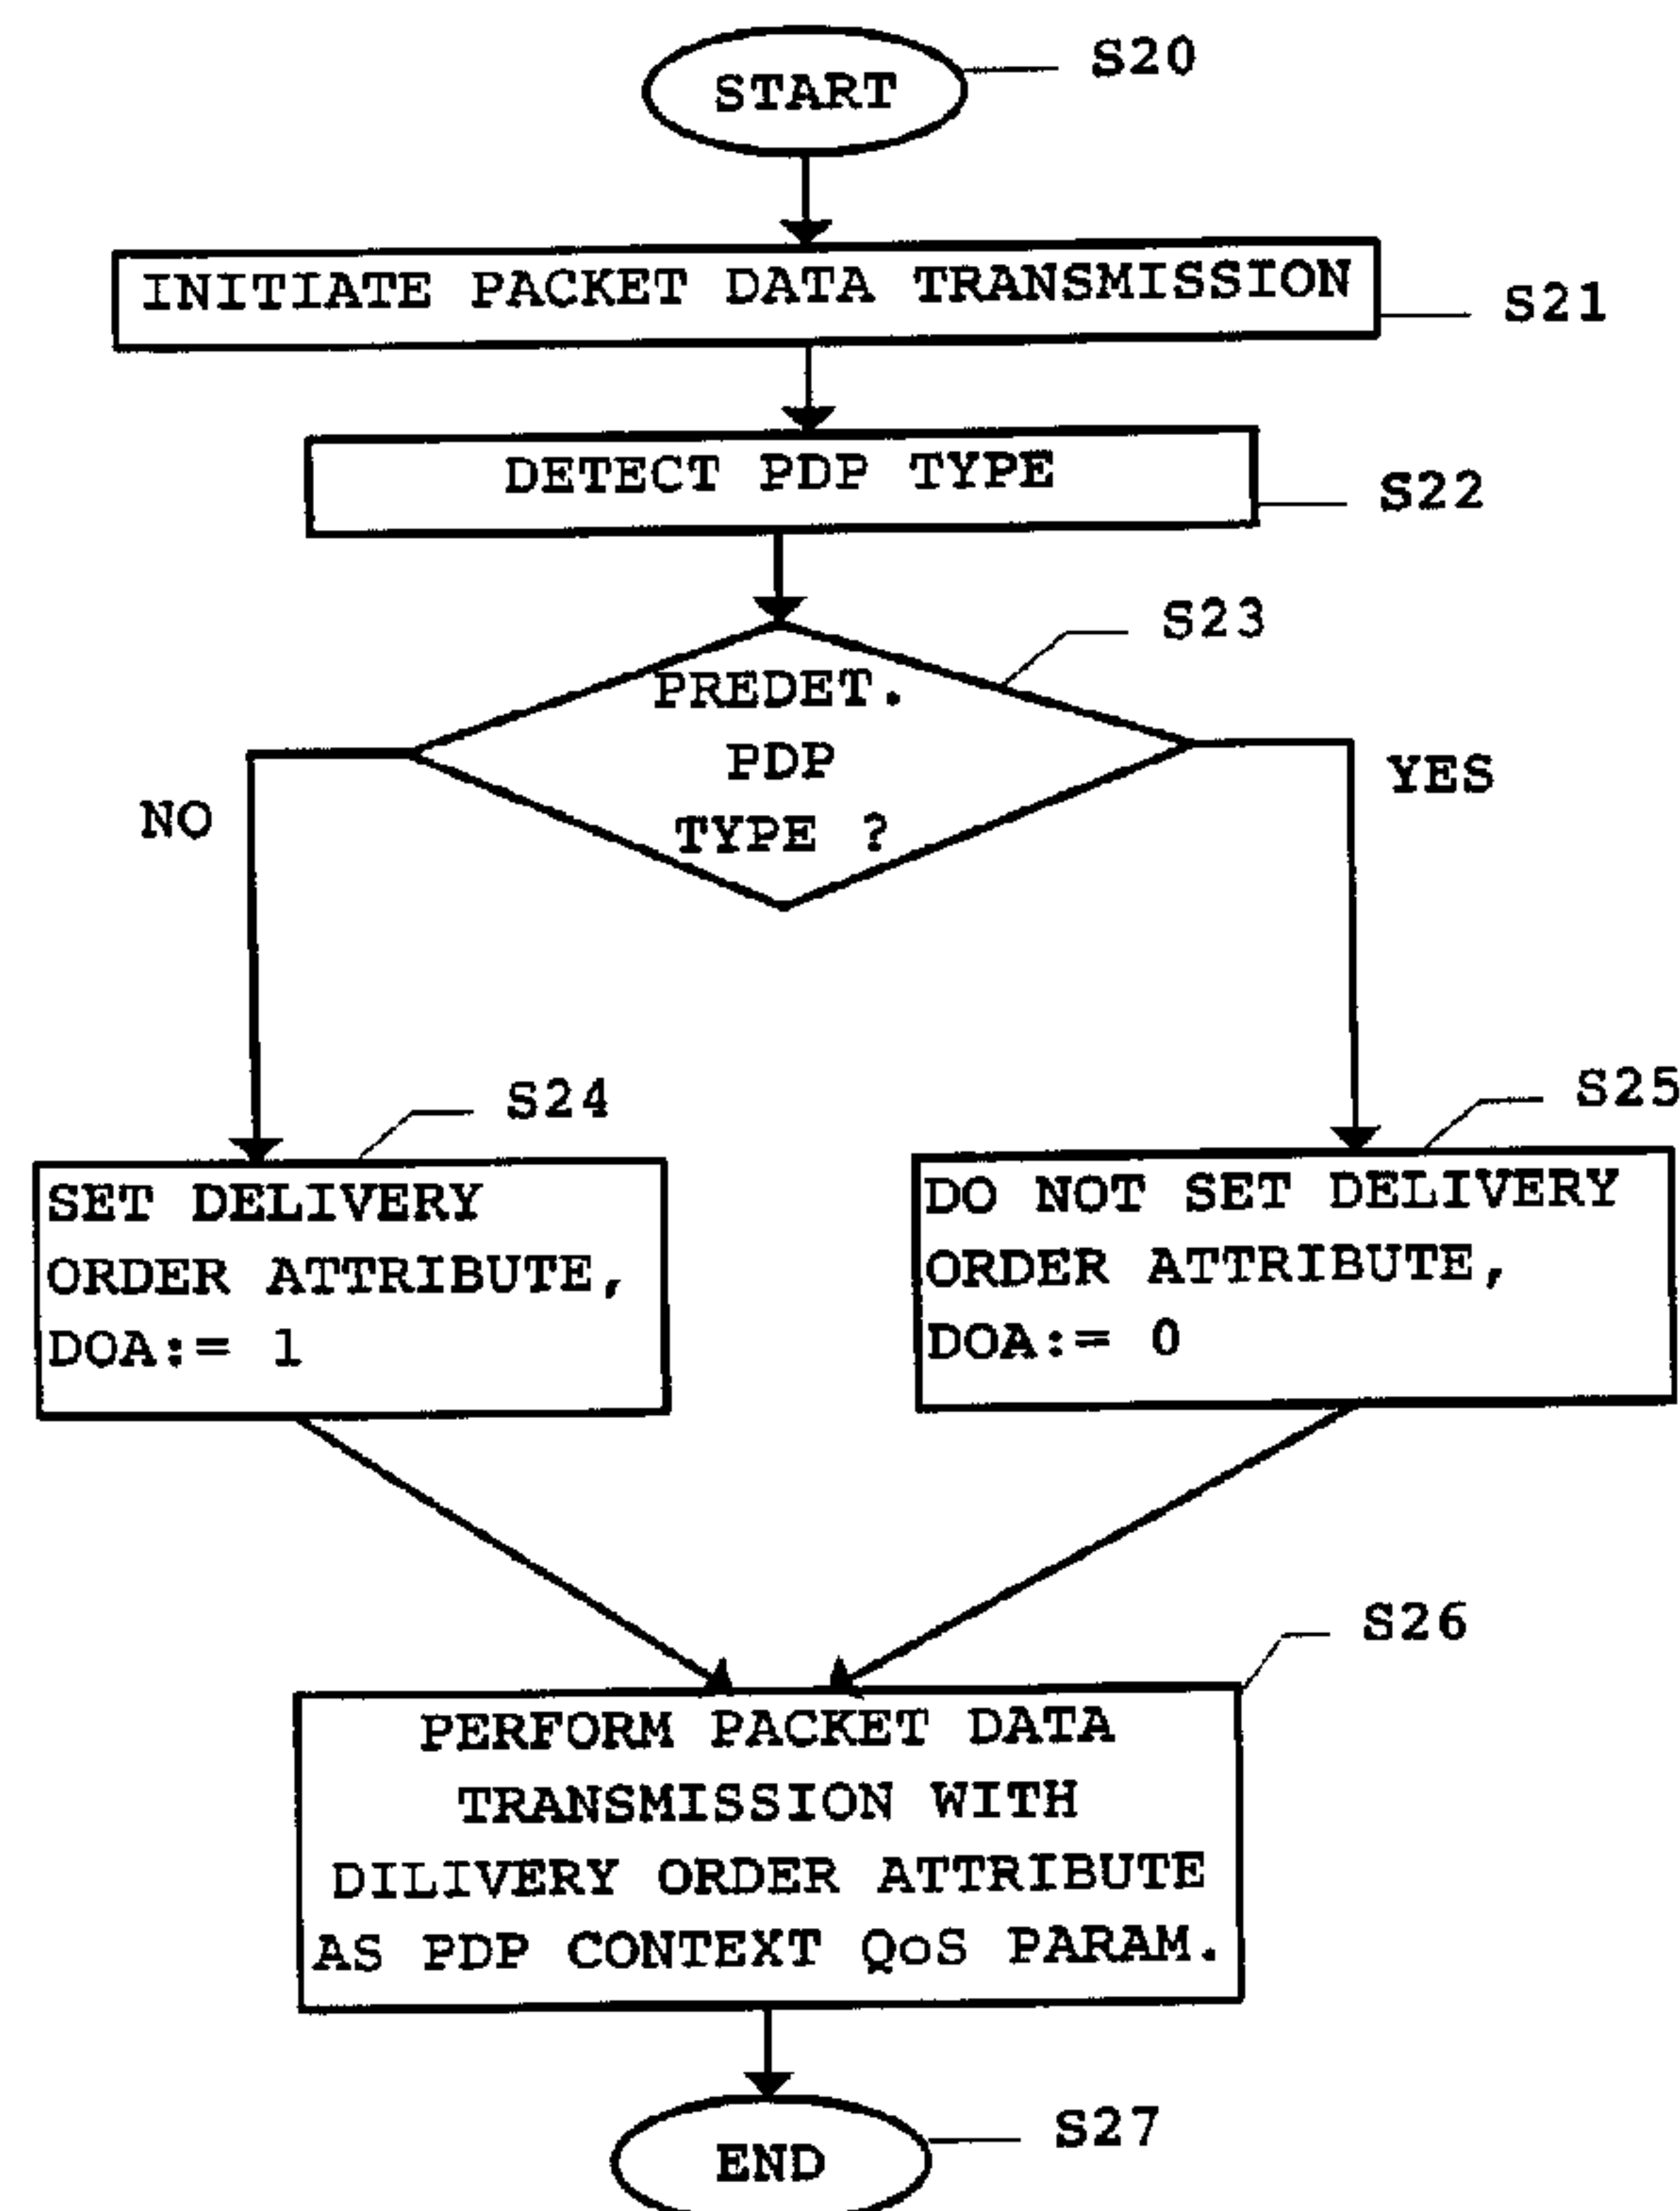 START
S20
INITIATE PACKET DATA TRANSMISSION
S21
DETECT PDP TYPE
S22
S23
PREDET.
PDP
TYPE ?
NO
YES
S24
S25
SET DELIVERY
ORDER ATTRIBUTE,
DOA:= 1
DO NOT SET DELIVERY
ORDER ATTRIBUTE,
DOA:= 0
S26
PERFORM PACKET DATA
TRANSMISSION WITH
DILIVERY ORDER ATTRIBUTE
AS PDP CONTEXT QoS PARAM.
S27
END